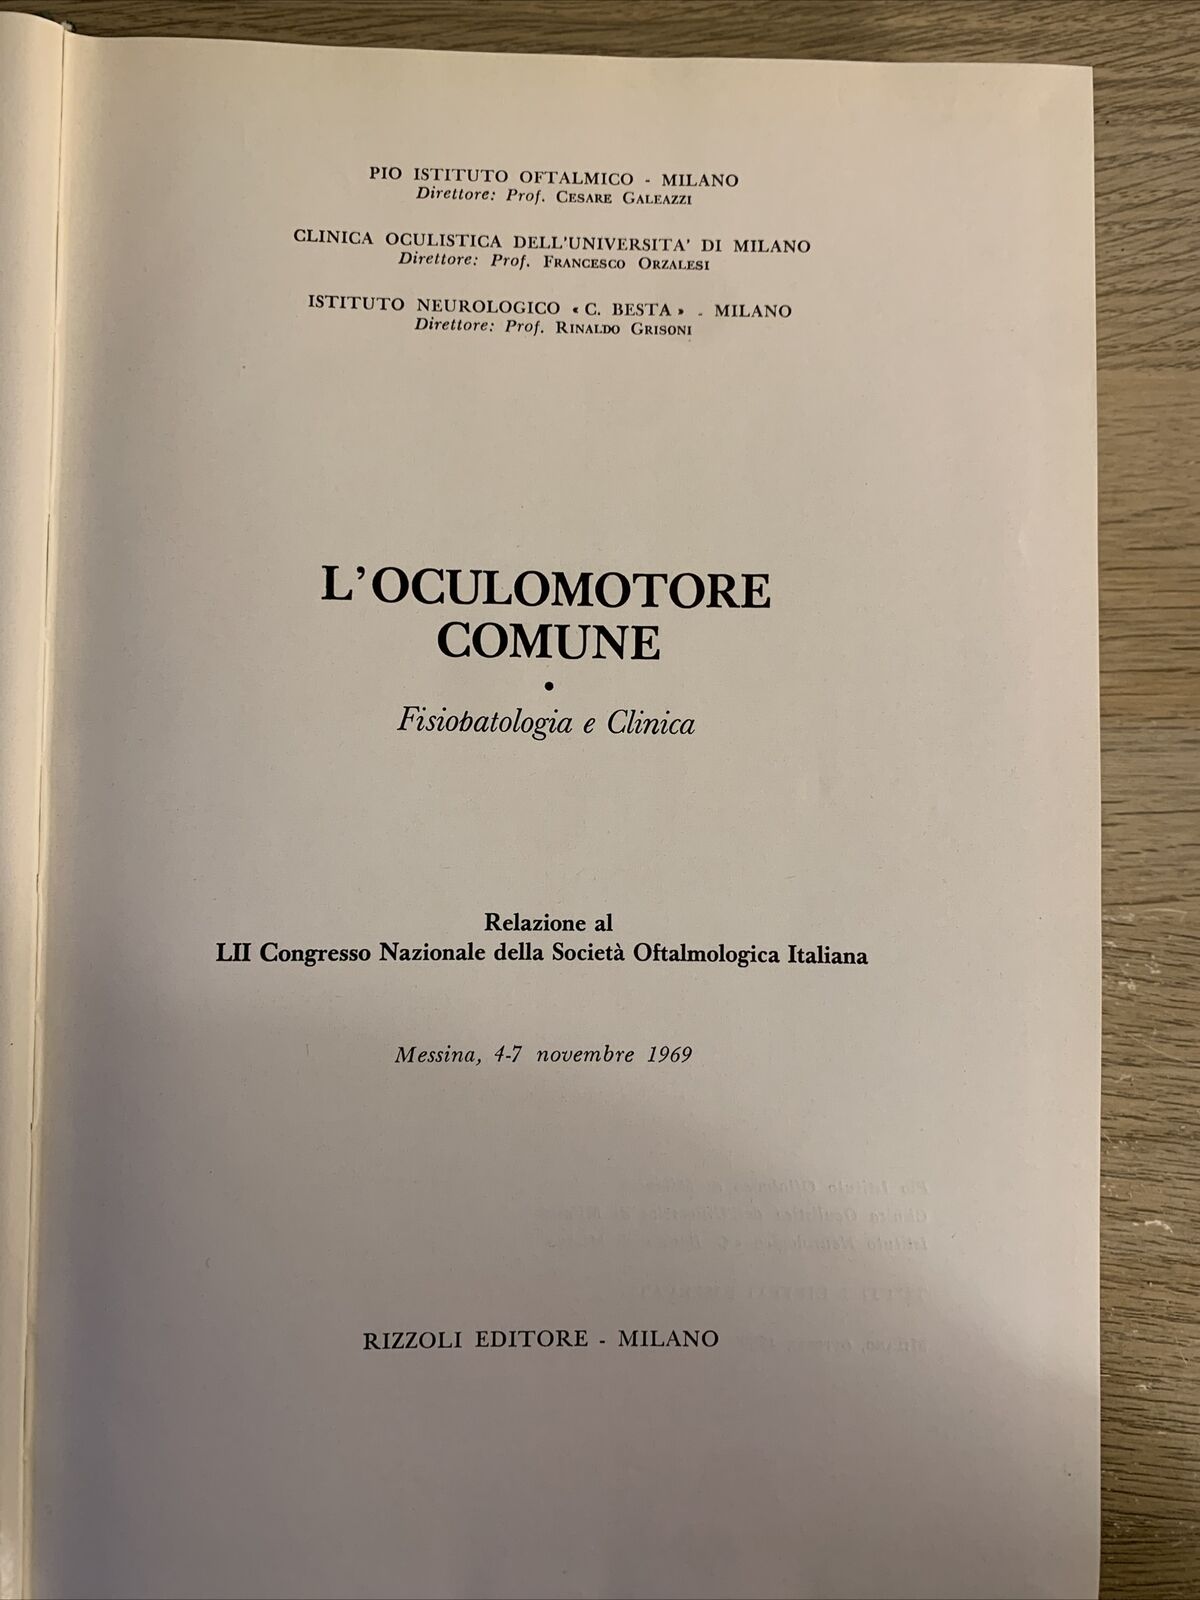 PIO ISTITUTO OFTALMICO - MILANO
Direttore: Prof. CESARE GALEAZZI
CLINICA OCULISTICA DELL'UNIVERSITA' DI MILANO
Direttore: Prof. FRANCESCO ORZALESI
ISTITUTO NEUROLOGICO « C. BESTA » - MILANO
Direttore: Prof. RINALDO GRISONI
L'OCULOMOTORE
COMUNE
•
Fisiobatologia e Clinica
Relazione al
LII Congresso Nazionale della Società Oftalmologica Italiana
Messina, 4-7 novembre 1969
RIZZOLI EDITORE - MILANO